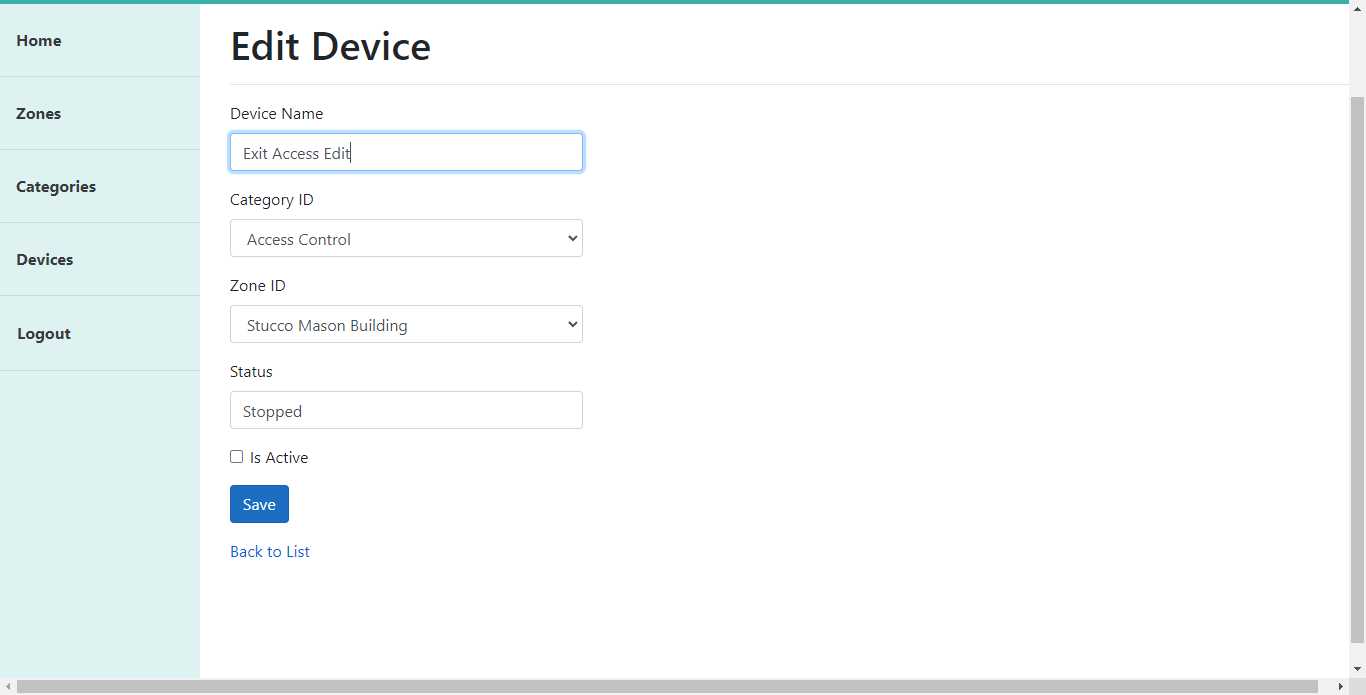 Home
Zones
Categories
Devices
Logout
Edit Device
Device Name
Exit Access Edit
Category ID
Access Control
Zone ID
Stucco Mason Building
Status
Stopped
Is Active
Save
Back to List